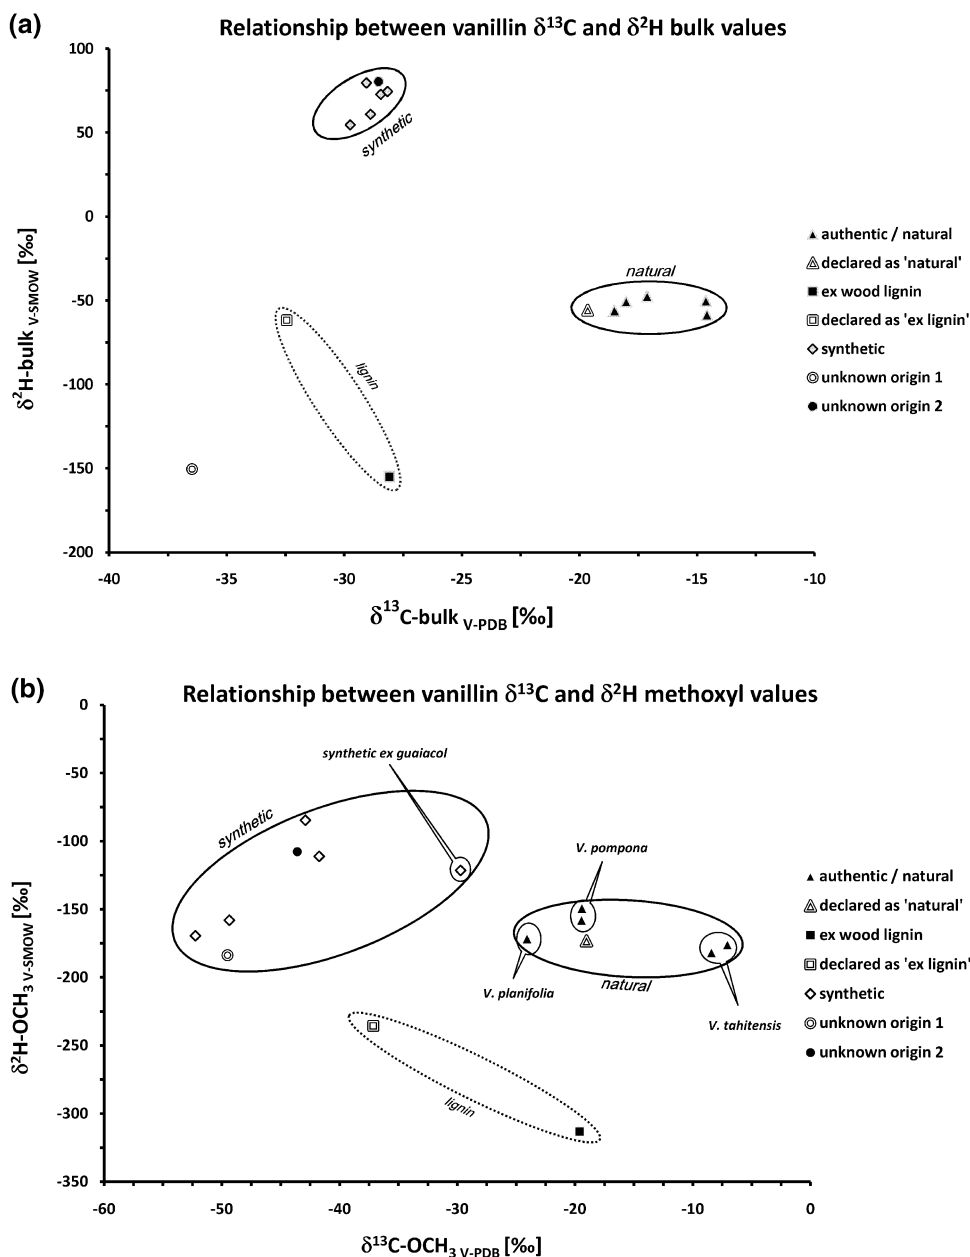 (a)
Relationship between vanillin δ¹³C and δ²H bulk values
100
50
0
-50
-100
-150
-200
-40
-35
-30
-25
-20
-15
-10
δ²H-bulk V-SMOW [‰]
δ¹³C-bulk V-PDB [‰]
synthetic
natural
lignin
authentic / natural
declared as 'natural'
ex wood lignin
declared as 'ex lignin'
synthetic
unknown origin 1
unknown origin 2
(b)
Relationship between vanillin δ¹³C and δ²H methoxyl values
0
-50
-100
-150
-200
-250
-300
-350
-60
-50
-40
-30
-20
-10
0
δ²H-OCH₃ V-SMOW [‰]
δ¹³C-OCH₃ V-PDB [‰]
synthetic ex guaiacol
synthetic
V. pompona
V. planifolia
natural
V. tahitensis
lignin
authentic / natural
declared as 'natural'
ex wood lignin
declared as 'ex lignin'
synthetic
unknown origin 1
unknown origin 2